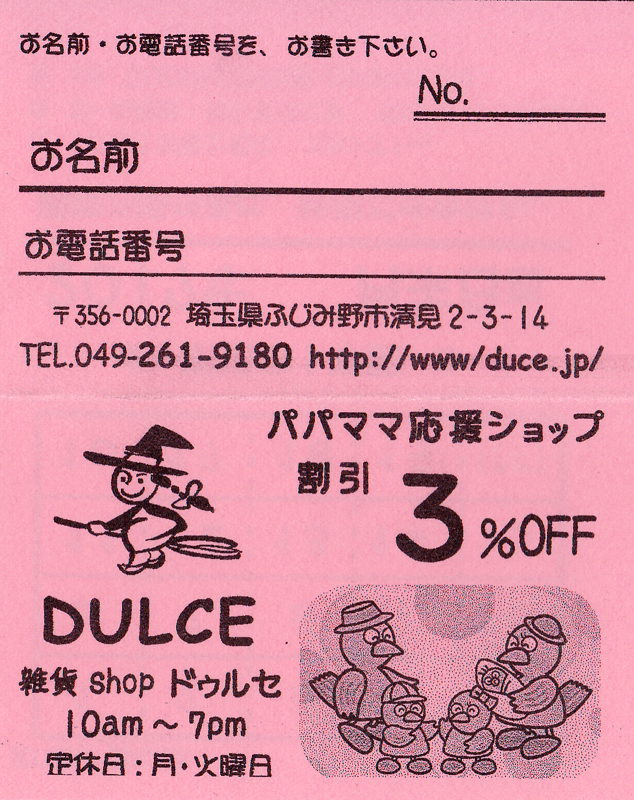 お名前・お電話番号を、お書き下さい。
No.
お名前
お電話番号
〒356-0002 埼玉県ふじみ野市清見2-3-14
TEL.049-261-9180 http://www/duce.jp/
パパママ応援ショップ
割引 3%OFF
DULCE
雑貨 shop ドゥルセ
10am～7pm
定休日：月・火曜日